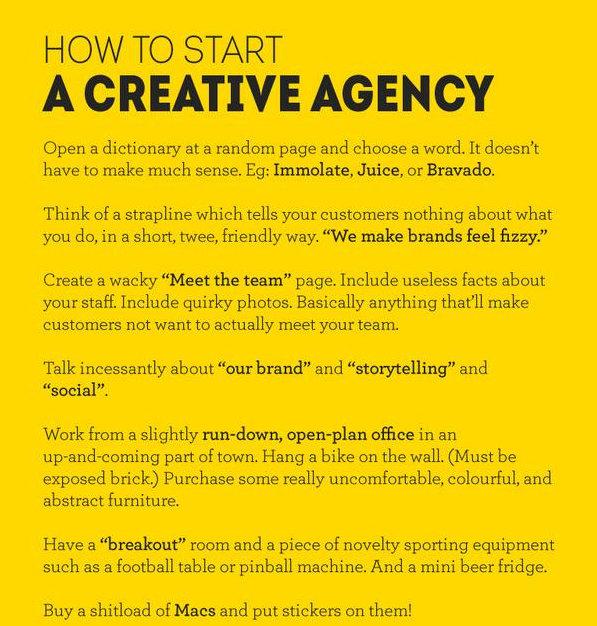 HOW TO START
A CREATIVE AGENCY
Open a dictionary at a random page and choose a word. It doesn’t
have to make much sense. Eg: Immolate, Juice, or Bravado.
Think of a strapline which tells your customers nothing about what
you do, in a short, twee, friendly way. “We make brands feel fizzy.”
Create a wacky “Meet the team” page. Include useless facts about
your staff. Include quirky photos. Basically anything that’ll make
customers not want to actually meet your team.
Talk incessantly about “our brand” and “storytelling” and
“social”.
Work from a slightly run-down, open-plan office in an
up-and-coming part of town. Hang a bike on the wall. (Must be
exposed brick.) Purchase some really uncomfortable, colourful, and
abstract furniture.
Have a “breakout” room and a piece of novelty sporting equipment
such as a football table or pinball machine. And a mini beer fridge.
Buy a shitload of Macs and put stickers on them!